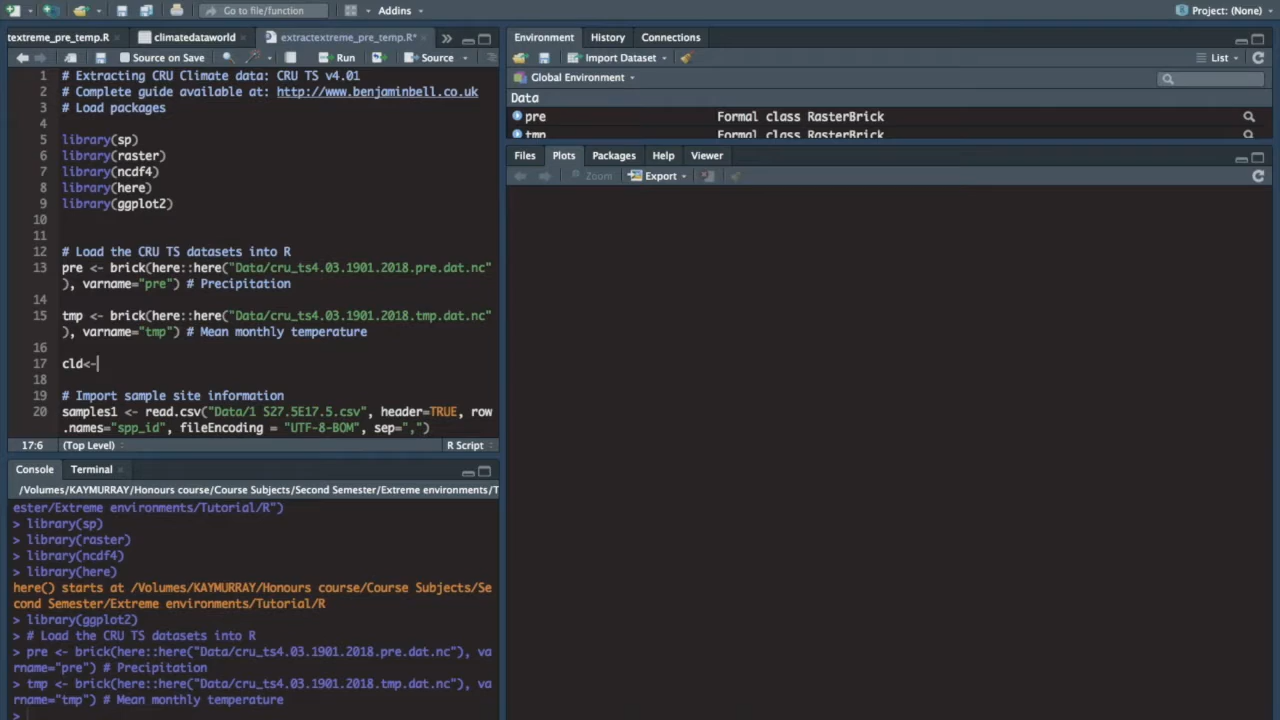 Go to file/function
Addins
Project: (None)
textreme_pre_temp.R
climatedataworld
extractextreme_pre_temp.R*
Source on Save
Run
Source
1 # Extracting CRU Climate data: CRU TS v4.01
2 # Complete guide available at: http://www.benjaminbell.co.uk
3 # Load packages
4
5 library(sp)
6 library(raster)
7 library(ncdf4)
8 library(here)
9 library(ggplot2)
10
11
12 # Load the CRU TS datasets into R
13 pre <- brick(here::here("Data/cru_ts4.03.1901.2018.pre.dat.nc"
), varname="pre") # Precipitation
14
15 tmp <- brick(here::here("Data/cru_ts4.03.1901.2018.tmp.dat.nc"
), varname="tmp") # Mean monthly temperature
16
17 cld<-
18
19 # Import sample site information
20 samples1 <- read.csv("Data/1 S27.5E17.5.csv", header=TRUE, row
.names="spp_id", fileEncoding = "UTF-8-BOM", sep=",")
17:6 (Top Level) R Script
Console Terminal
/Volumes/KAYMURRAY/Honours course/Course Subjects/Second Semester/Extreme environments/T
ester/Extreme environments/Tutorial/R")
> library(sp)
> library(raster)
> library(ncdf4)
> library(here)
here() starts at /Volumes/KAYMURRAY/Honours course/Course Subjects/Se
cond Semester/Extreme environments/Tutorial/R
> library(ggplot2)
> # Load the CRU TS datasets into R
> pre <- brick(here::here("Data/cru_ts4.03.1901.2018.pre.dat.nc"), va
rname="pre") # Precipitation
> tmp <- brick(here::here("Data/cru_ts4.03.1901.2018.tmp.dat.nc"), va
rname="tmp") # Mean monthly temperature
>
Environment History Connections
Import Dataset
List
Global Environment
Data
pre Formal class RasterBrick
tmp Formal class RasterBrick
Files Plots Packages Help Viewer
Zoom
Export